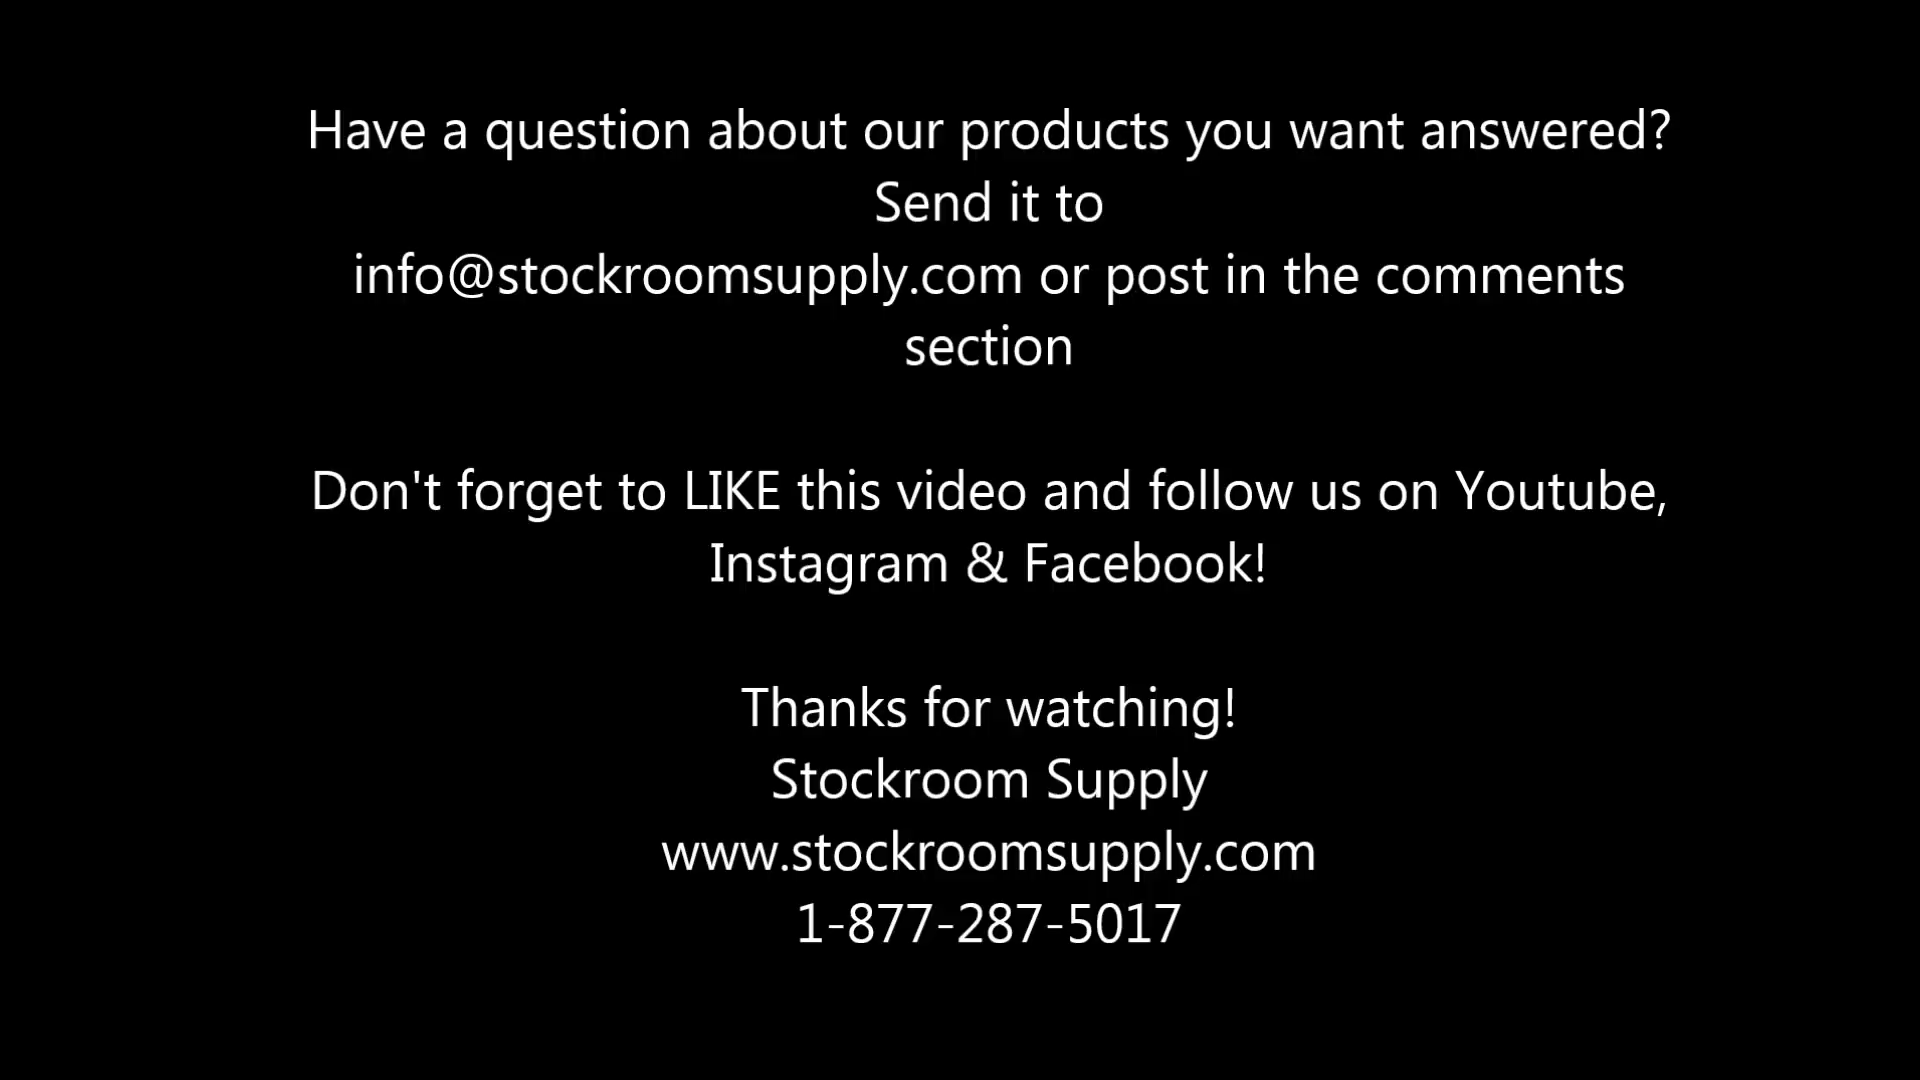 Have a question about our products you want answered?
Send it to
info@stockroomsupply.com or post in the comments
section
Don't forget to LIKE this video and follow us on Youtube,
Instagram & Facebook!
Thanks for watching!
Stockroom Supply
www.stockroomsupply.com
1-877-287-5017